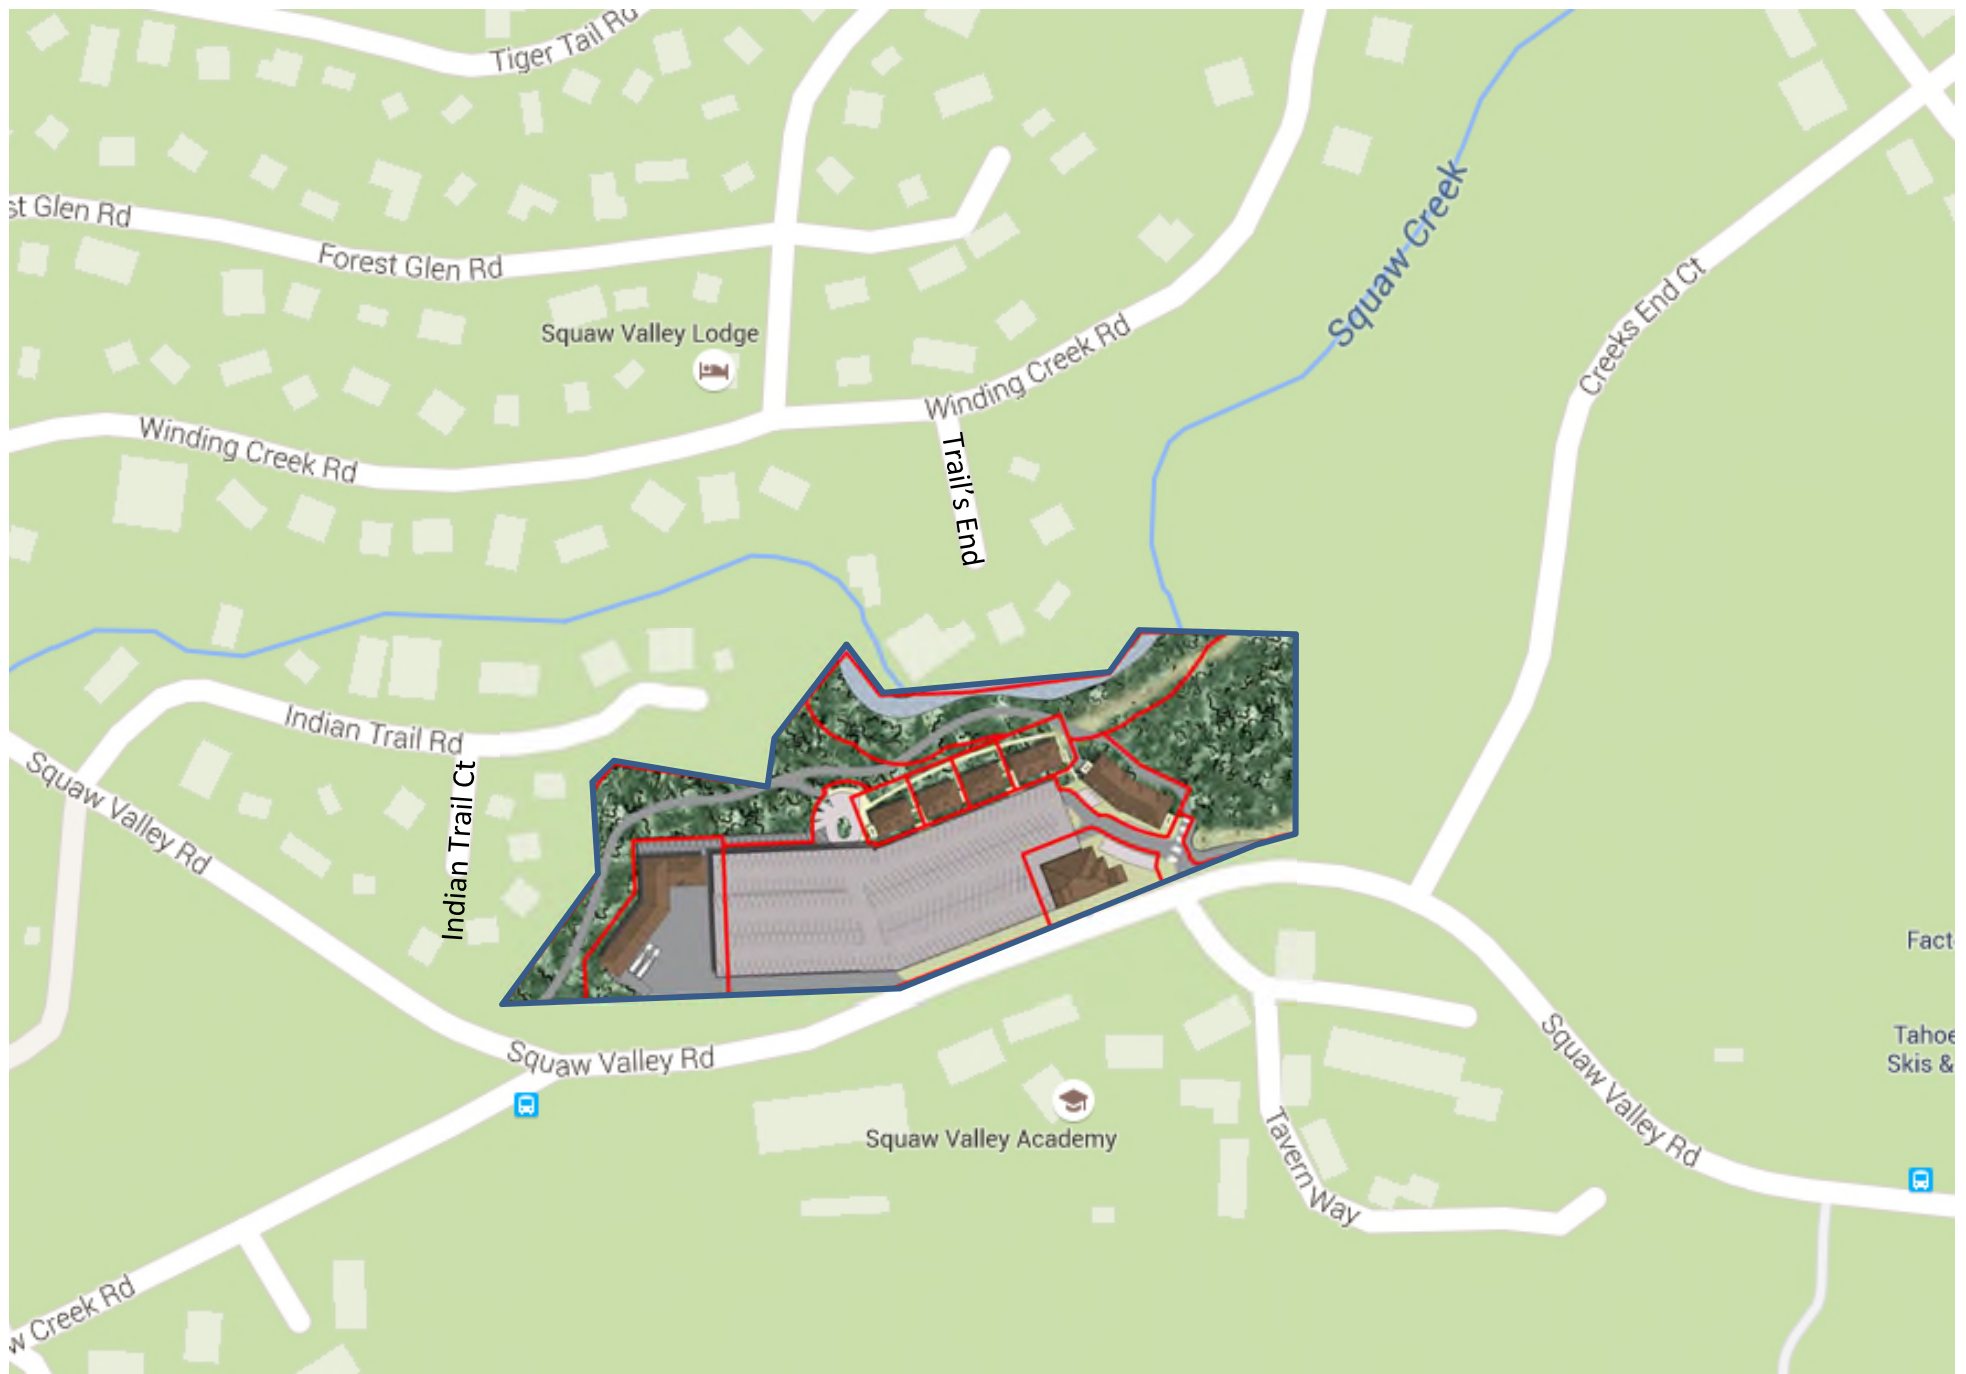 Tiger Tail Rd
st Glen Rd
Forest Glen Rd
Squaw Creek
Creeks End Ct
Squaw Valley Lodge
Winding Creek Rd
Winding Creek Rd
Trail's End
Indian Trail Rd
Squaw Valley Rd
Indian Trail Ct
Fact
Squaw Valley Rd
Tahoe
Skis &
Squaw Valley Rd
Squaw Valley Academy
Tavern Way
w Creek Rd